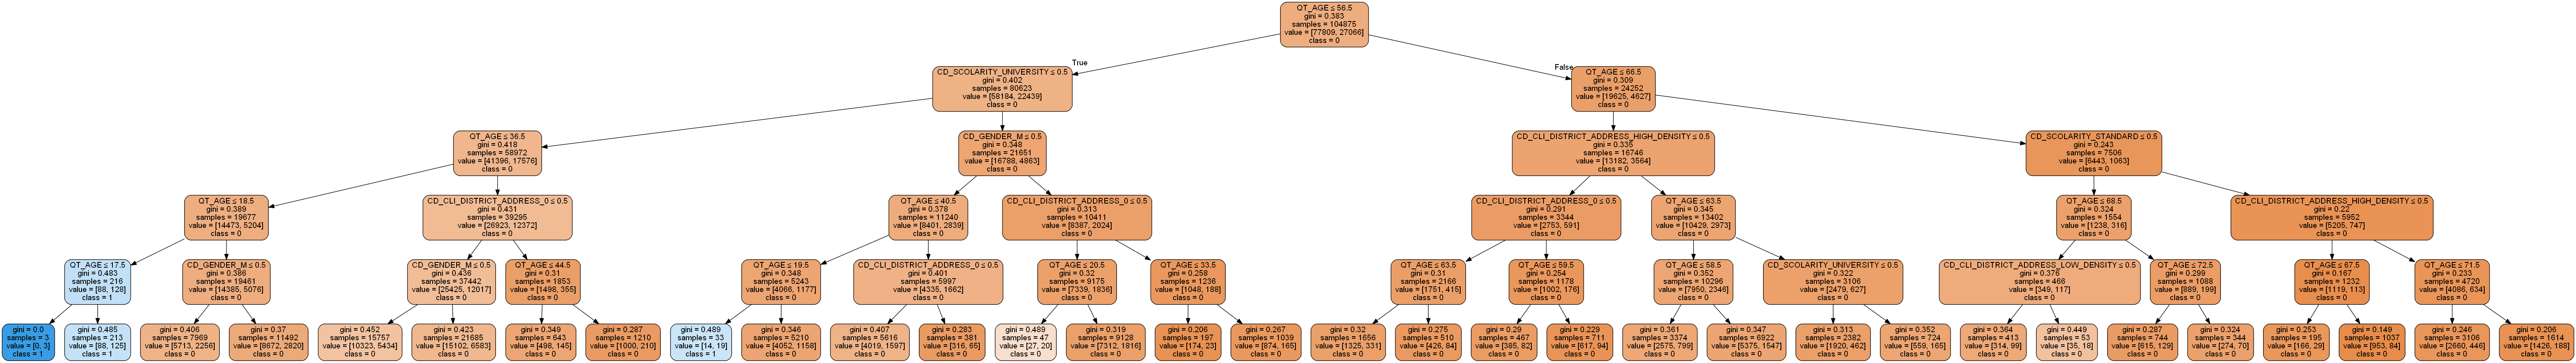 QT_AGE ≤ 56.5
gini = 0.383
samples = 104875
value = [77809, 27066]
class = 0
True
False
CD_SCOLARITY_UNIVERSITY ≤ 0.5
gini = 0.402
samples = 80623
value = [58184, 22439]
class = 0
QT_AGE ≤ 66.5
gini = 0.309
samples = 24252
value = [19625, 4627]
class = 0
QT_AGE ≤ 36.5
gini = 0.418
samples = 58972
value = [41396, 17576]
class = 0
CD_GENDER_M ≤ 0.5
gini = 0.348
samples = 21651
value = [16788, 4863]
class = 0
CD_CLI_DISTRICT_ADDRESS_HIGH_DENSITY ≤ 0.5
gini = 0.335
samples = 16746
value = [13182, 3564]
class = 0
CD_SCOLARITY_STANDARD ≤ 0.5
gini = 0.243
samples = 7506
value = [6443, 1063]
class = 0
QT_AGE ≤ 18.5
gini = 0.389
samples = 19677
value = [14473, 5204]
class = 0
CD_CLI_DISTRICT_ADDRESS_0 ≤ 0.5
gini = 0.431
samples = 39295
value = [26923, 12372]
class = 0
QT_AGE ≤ 40.5
gini = 0.378
samples = 11240
value = [8401, 2839]
class = 0
CD_CLI_DISTRICT_ADDRESS_0 ≤ 0.5
gini = 0.313
samples = 10411
value = [8387, 2024]
class = 0
CD_CLI_DISTRICT_ADDRESS_0 ≤ 0.5
gini = 0.291
samples = 3344
value = [2753, 591]
class = 0
QT_AGE ≤ 63.5
gini = 0.345
samples = 13402
value = [10429, 2973]
class = 0
QT_AGE ≤ 68.5
gini = 0.324
samples = 1554
value = [1238, 316]
class = 0
CD_CLI_DISTRICT_ADDRESS_HIGH_DENSITY ≤ 0.5
gini = 0.22
samples = 5952
value = [5205, 747]
class = 0
QT_AGE ≤ 17.5
gini = 0.483
samples = 216
value = [88, 128]
class = 1
CD_GENDER_M ≤ 0.5
gini = 0.386
samples = 19461
value = [14385, 5076]
class = 0
CD_GENDER_M ≤ 0.5
gini = 0.436
samples = 37442
value = [25425, 12017]
class = 0
QT_AGE ≤ 44.5
gini = 0.31
samples = 1853
value = [1498, 355]
class = 0
QT_AGE ≤ 19.5
gini = 0.348
samples = 5243
value = [4066, 1177]
class = 0
CD_CLI_DISTRICT_ADDRESS_0 ≤ 0.5
gini = 0.401
samples = 5997
value = [4335, 1662]
class = 0
QT_AGE ≤ 20.5
gini = 0.32
samples = 9175
value = [7339, 1836]
class = 0
QT_AGE ≤ 33.5
gini = 0.258
samples = 1236
value = [1048, 188]
class = 0
QT_AGE ≤ 63.5
gini = 0.31
samples = 2166
value = [1751, 415]
class = 0
QT_AGE ≤ 59.5
gini = 0.254
samples = 1178
value = [1002, 176]
class = 0
QT_AGE ≤ 58.5
gini = 0.352
samples = 10296
value = [7950, 2346]
class = 0
CD_SCOLARITY_UNIVERSITY ≤ 0.5
gini = 0.322
samples = 3106
value = [2479, 627]
class = 0
CD_CLI_DISTRICT_ADDRESS_LOW_DENSITY ≤ 0.5
gini = 0.376
samples = 466
value = [349, 117]
class = 0
QT_AGE ≤ 72.5
gini = 0.299
samples = 1088
value = [889, 199]
class = 0
QT_AGE ≤ 67.5
gini = 0.167
samples = 1232
value = [1119, 113]
class = 0
QT_AGE ≤ 71.5
gini = 0.233
samples = 4720
value = [4086, 634]
class = 0
gini = 0.0
samples = 3
value = [0, 3]
class = 1
gini = 0.485
samples = 213
value = [88, 125]
class = 1
gini = 0.406
samples = 7969
value = [5713, 2256]
class = 0
gini = 0.37
samples = 11492
value = [8672, 2820]
class = 0
gini = 0.452
samples = 15757
value = [10323, 5434]
class = 0
gini = 0.423
samples = 21685
value = [15102, 6583]
class = 0
gini = 0.349
samples = 643
value = [498, 145]
class = 0
gini = 0.287
samples = 1210
value = [1000, 210]
class = 0
gini = 0.489
samples = 33
value = [14, 19]
class = 1
gini = 0.346
samples = 5210
value = [4052, 1158]
class = 0
gini = 0.407
samples = 5616
value = [4019, 1597]
class = 0
gini = 0.283
samples = 381
value = [316, 65]
class = 0
gini = 0.489
samples = 47
value = [27, 20]
class = 0
gini = 0.319
samples = 9128
value = [7312, 1816]
class = 0
gini = 0.206
samples = 197
value = [174, 23]
class = 0
gini = 0.267
samples = 1039
value = [874, 165]
class = 0
gini = 0.32
samples = 1656
value = [1325, 331]
class = 0
gini = 0.275
samples = 510
value = [426, 84]
class = 0
gini = 0.29
samples = 467
value = [385, 82]
class = 0
gini = 0.229
samples = 711
value = [617, 94]
class = 0
gini = 0.361
samples = 3374
value = [2575, 799]
class = 0
gini = 0.347
samples = 6922
value = [5375, 1547]
class = 0
gini = 0.313
samples = 2382
value = [1920, 462]
class = 0
gini = 0.352
samples = 724
value = [559, 165]
class = 0
gini = 0.364
samples = 413
value = [314, 99]
class = 0
gini = 0.449
samples = 53
value = [35, 18]
class = 0
gini = 0.287
samples = 744
value = [615, 129]
class = 0
gini = 0.324
samples = 344
value = [274, 70]
class = 0
gini = 0.253
samples = 195
value = [166, 29]
class = 0
gini = 0.149
samples = 1037
value = [953, 84]
class = 0
gini = 0.246
samples = 3106
value = [2660, 446]
class = 0
gini = 0.206
samples = 1614
value = [1426, 188]
class = 0